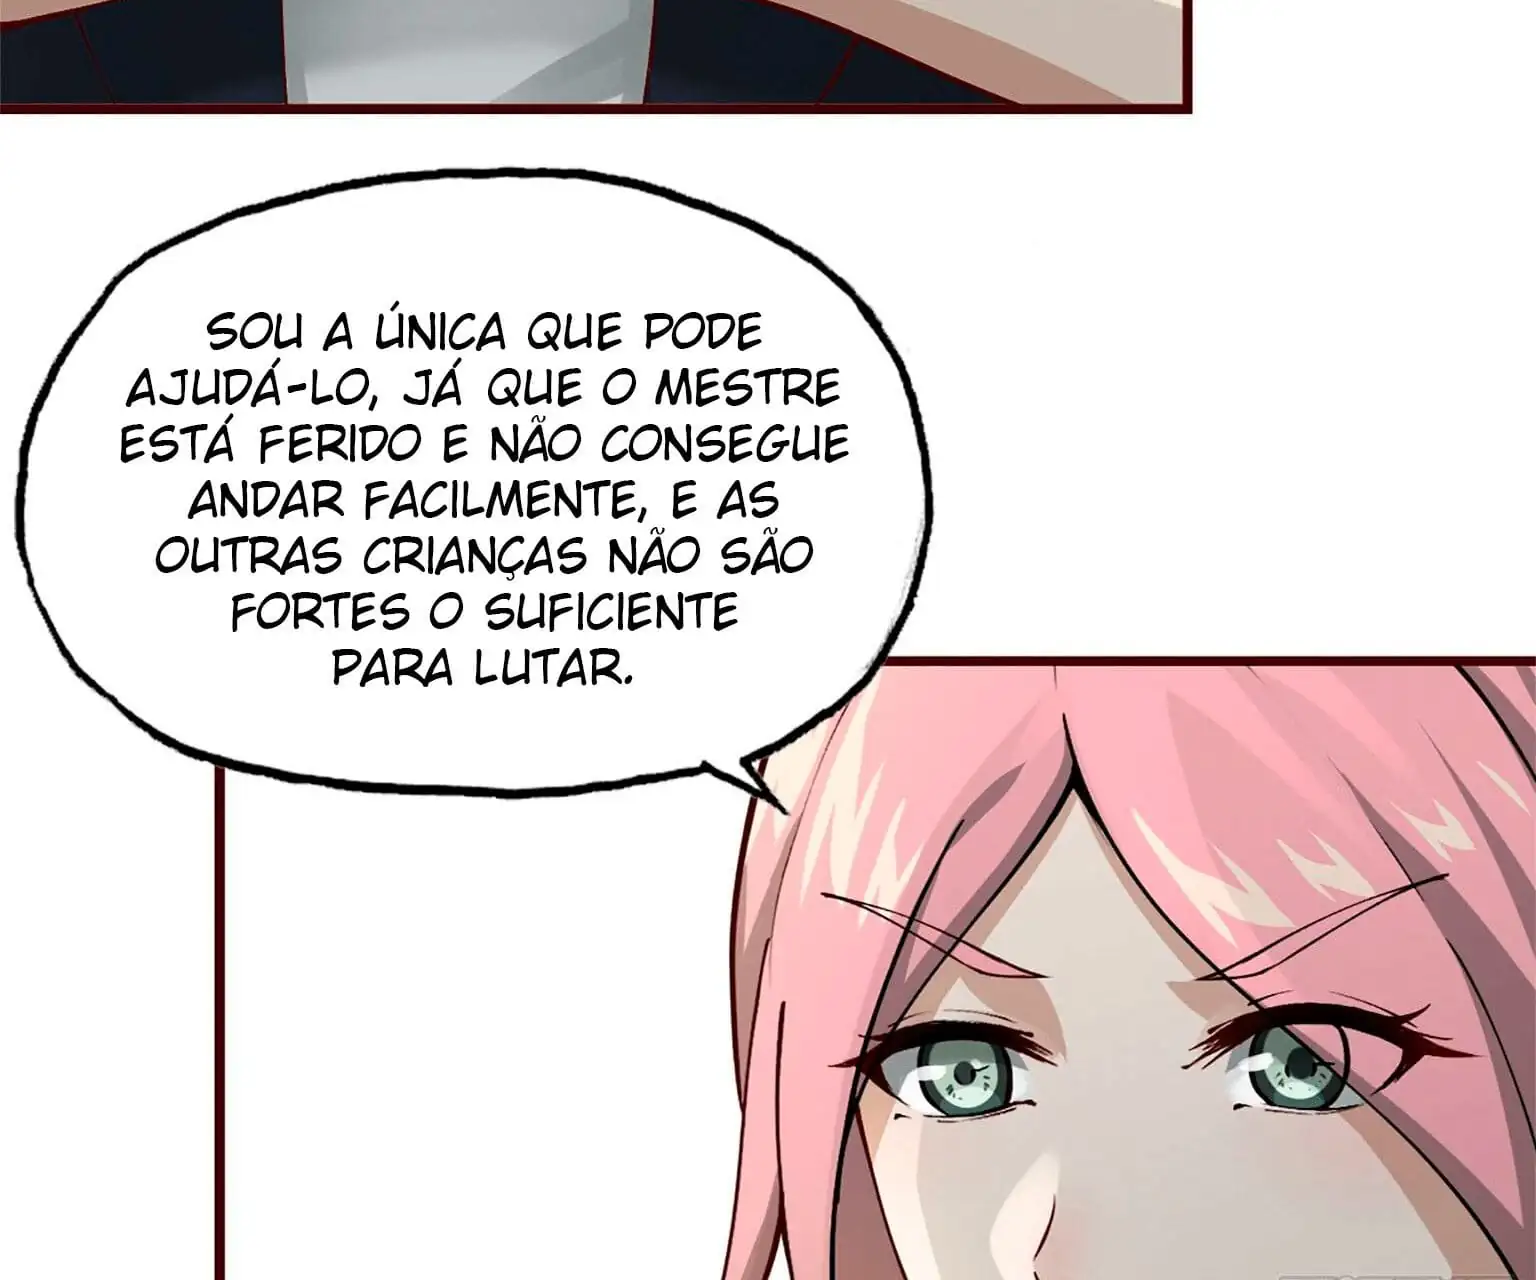 SOU A ÚNICA QUE PODE
AJUDÁ-LO, JÁ QUE O MESTRE
ESTÁ FERIDO E NÃO CONSEGUE
ANDAR FACILMENTE, E AS
OUTRAS CRIANÇAS NÃO SÃO
FORTES O SUFICIENTE
PARA LUTAR.